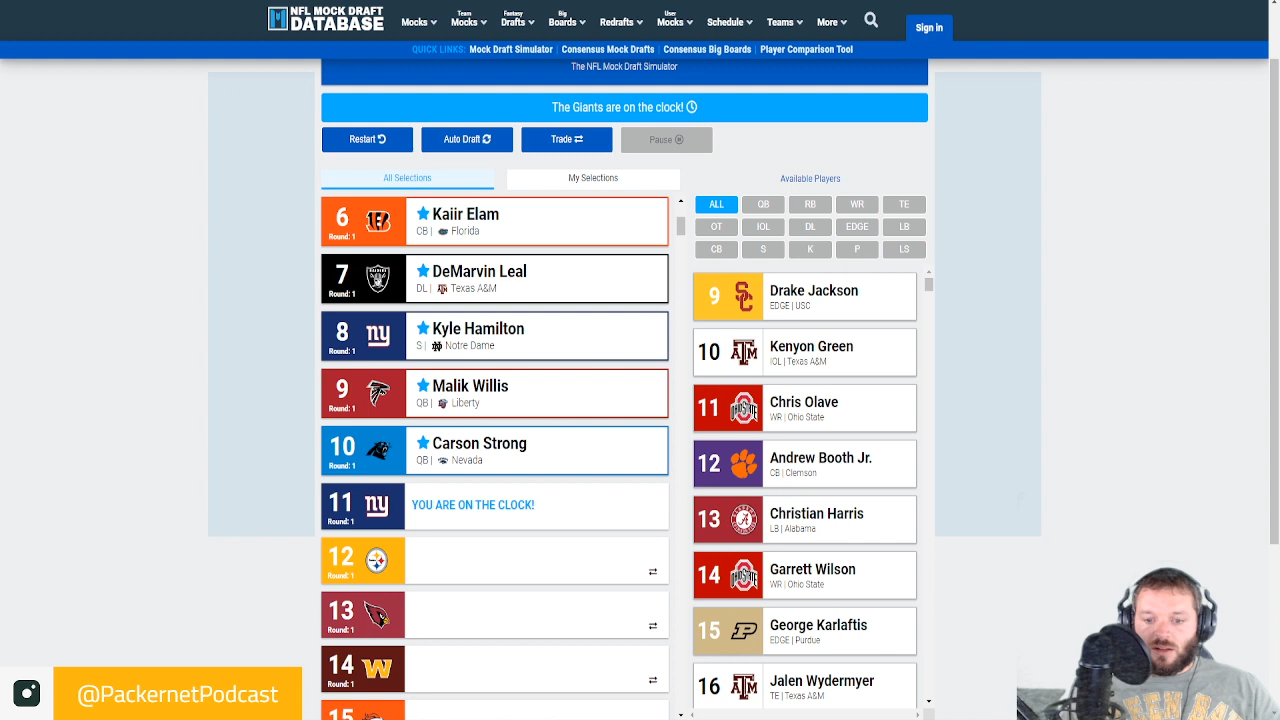 NFL MOCK DRAFT
DATABASE
Mocks
Team
Mocks
Fantasy
Drafts
Big
Boards
Redrafts
User
Mocks
Schedule
Teams
More
Sign in
QUICK LINKS: Mock Draft Simulator Consensus Mock Drafts Consensus Big Boards Player Comparison Tool
The NFL Mock Draft Simulator
The Giants are on the clock!
Restart
Auto Draft
Trade
Pause
All Selections
My Selections
6
Round: 1
Kaiir Elam
CB | Florida
7
Round: 1
DeMarvin Leal
DL | Texas A&M
8
Round: 1
ny
Kyle Hamilton
S | Notre Dame
9
Round: 1
Malik Willis
QB | Liberty
10
Round: 1
Carson Strong
QB | Nevada
11
Round: 1
ny
YOU ARE ON THE CLOCK!
12
Round: 1
13
Round: 1
14
Round: 1
W
15
Available Players
ALL QB RB WR TE
OT IOL DL EDGE LB
CB S K P LS
9
Drake Jackson
EDGE | USC
10
Kenyon Green
IOL | Texas A&M
11
Chris Olave
WR | Ohio State
12
Andrew Booth Jr.
CB | Clemson
13
Christian Harris
LB | Alabama
14
Garrett Wilson
WR | Ohio State
15
George Karlaftis
EDGE | Purdue
16
Jalen Wydermyer
TE | Texas A&M
@PackernetPodcast